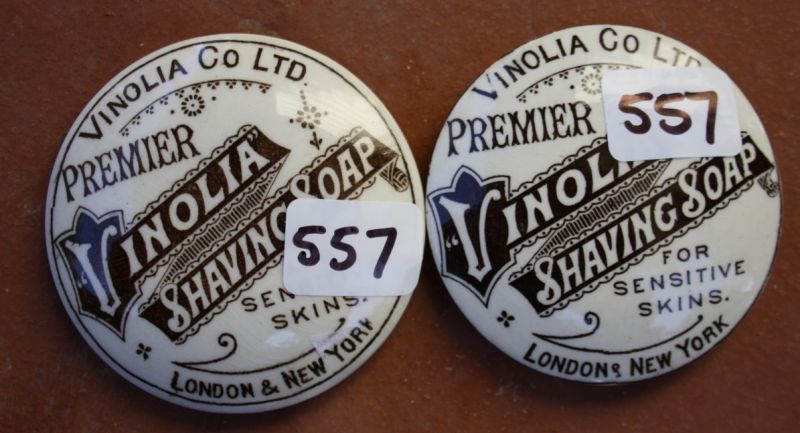 VINOLIA CO LTD.
PREMIER
"VINOLIA"
SHAVING SOAP
557
SENSITIVE
SKINS.
LONDON & NEW YORK
VINOLIA CO LTD
557
PREMIER
"VINOLIA
SHAVING SOAP
FOR
SENSITIVE
SKINS.
LONDON & NEW YORK